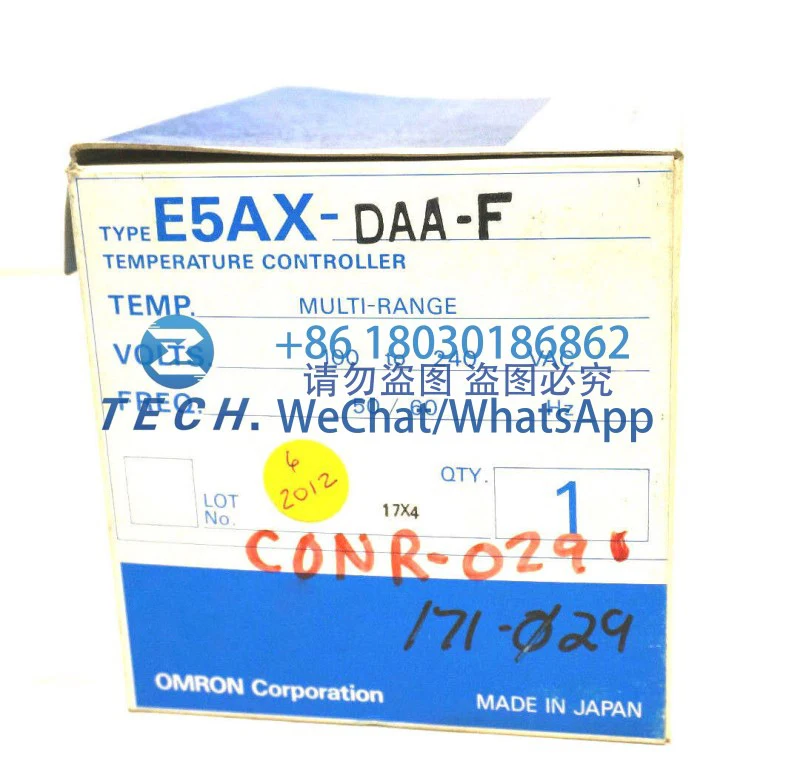 TYPE E5AX-DAA-F
TEMPERATURE CONTROLLER
TEMP. MULTI-RANGE
+86 18030186862
VOLTS 100 to 240 VAC
请勿盗图 盗图必究
FREQ. 50 / 60 Hz
TECH. WeChat/WhatsApp
6
2012
QTY. 1
LOT No.
17X4
CONR-029
171-029
OMRON Corporation
MADE IN JAPAN